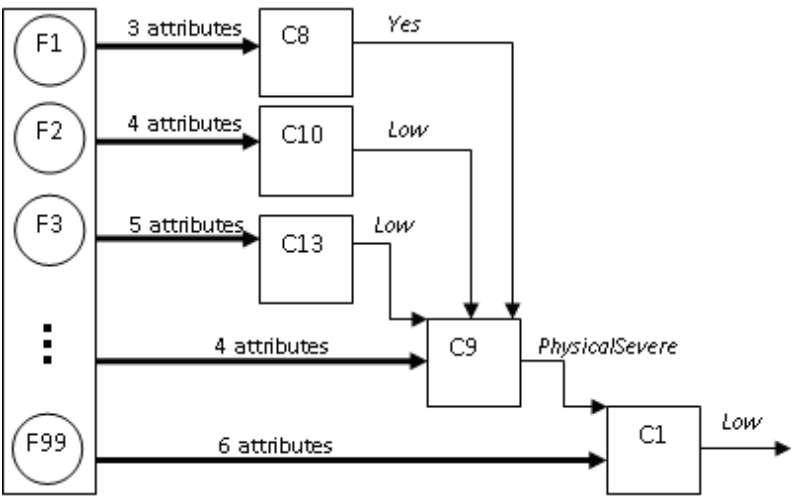 F1
3 attributes
C8
Yes
F2
4 attributes
C10
Low
F3
5 attributes
C13
Low
4 attributes
C9
PhysicalSevere
F99
6 attributes
C1
Low